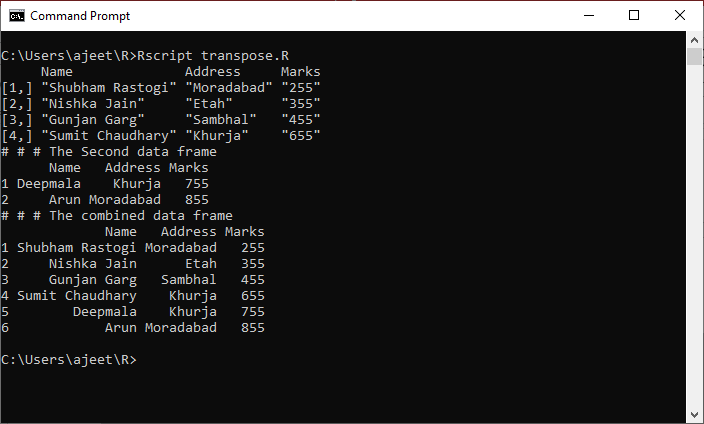 Command Prompt
C:\Users\ajeet\R>Rscript transpose.R
     Name              Address     Marks
[1,] "Shubham Rastogi" "Moradabad" "255"
[2,] "Nishka Jain"     "Etah"      "355"
[3,] "Gunjan Garg"     "Sambhal"   "455"
[4,] "Sumit Chaudhary" "Khurja"    "655"
# # # The Second data frame
      Name   Address Marks
1 Deepmala    Khurja   755
2     Arun Moradabad   855
# # # The combined data frame
             Name   Address Marks
1 Shubham Rastogi Moradabad   255
2     Nishka Jain      Etah   355
3     Gunjan Garg   Sambhal   455
4 Sumit Chaudhary    Khurja   655
5        Deepmala    Khurja   755
6            Arun Moradabad   855
C:\Users\ajeet\R>